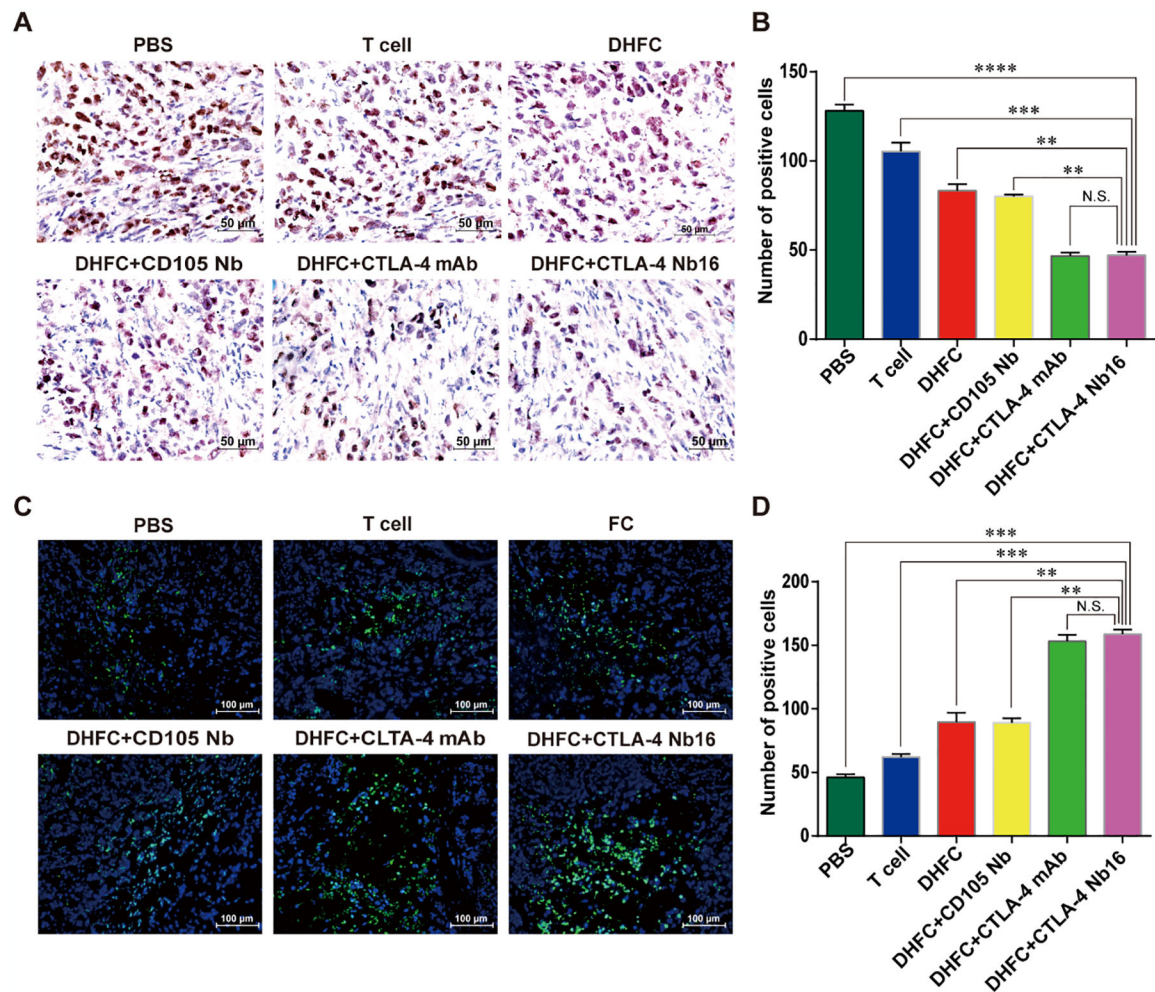 A
PBS
T cell
DHFC
50 μm
50 μm
50 μm
DHFC+CD105 Nb
DHFC+CTLA-4 mAb
DHFC+CTLA-4 Nb16
50 μm
50 μm
50 μm
B
Number of positive cells
150
100
50
0
****
***
**
**
N.S.
PBS
T cell
DHFC
DHFC+CD105 Nb
DHFC+CTLA-4 mAb
DHFC+CTLA-4 Nb16
C
PBS
T cell
FC
100 μm
100 μm
100 μm
DHFC+CD105 Nb
DHFC+CLTA-4 mAb
DHFC+CTLA-4 Nb16
100 μm
100 μm
100 μm
D
Number of positive cells
200
150
100
50
0
***
***
**
**
N.S.
PBS
T cell
DHFC
DHFC+CD105 Nb
DHFC+CTLA-4 mAb
DHFC+CTLA-4 Nb16